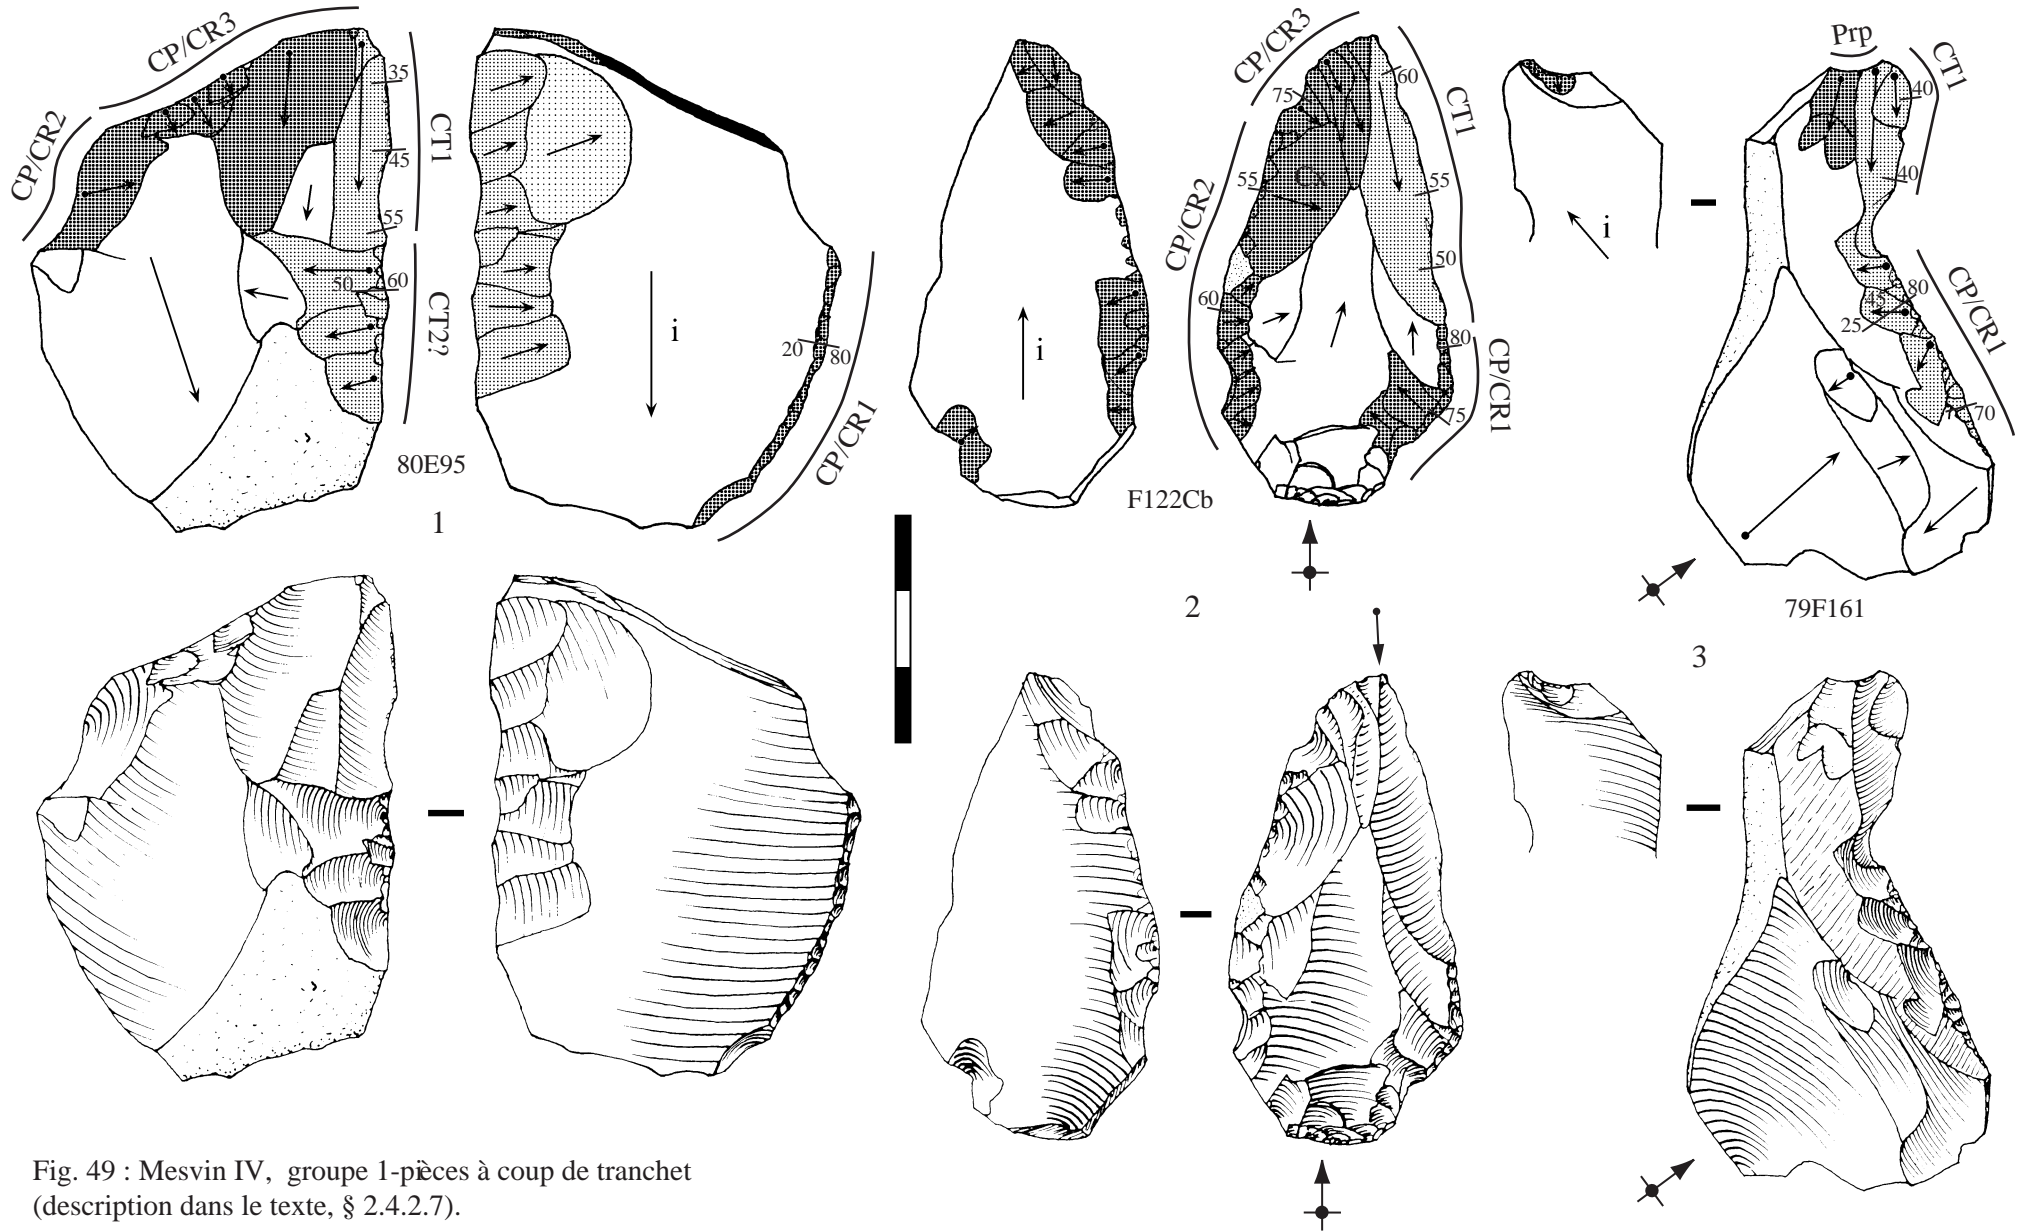 CP/CR3
CP/CR2
35
45
55
CT1
50
60
CT2?
80E95
1
i
20
80
CP/CR1
i
F122Cb
CP/CR3
CP/CR2
75
55
60
Cx
60
55
50
CT1
80
75
CP/CR1
2
i
Prp
CT1
40
40
80
45
25
70
CP/CR1
79F161
3
Fig. 49 : Mesvin IV, groupe 1-pièces à coup de tranchet
(description dans le texte, § 2.4.2.7).